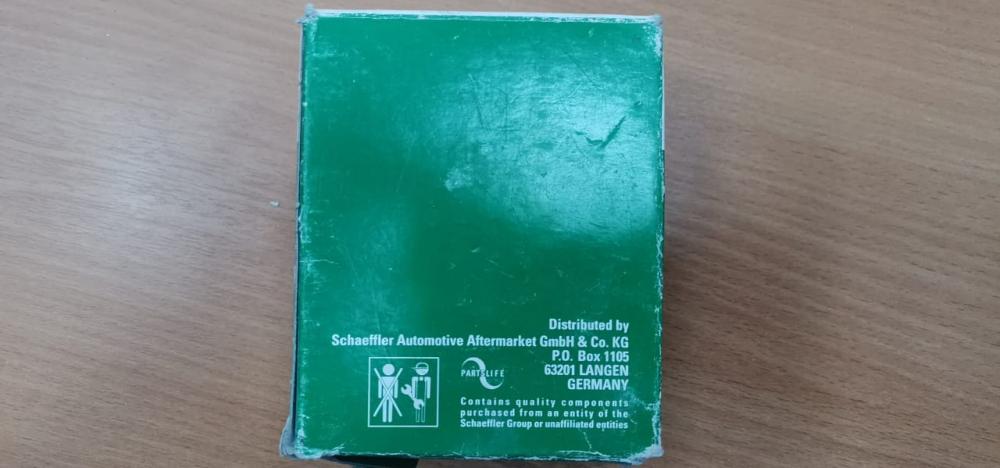 Distributed by
Schaeffler Automotive Aftermarket GmbH & Co. KG
P.O. Box 1105
63201 LANGEN
GERMANY
PARTSLIFE
Contains quality components
purchased from an entity of the
Schaeffler Group or unaffiliated entities